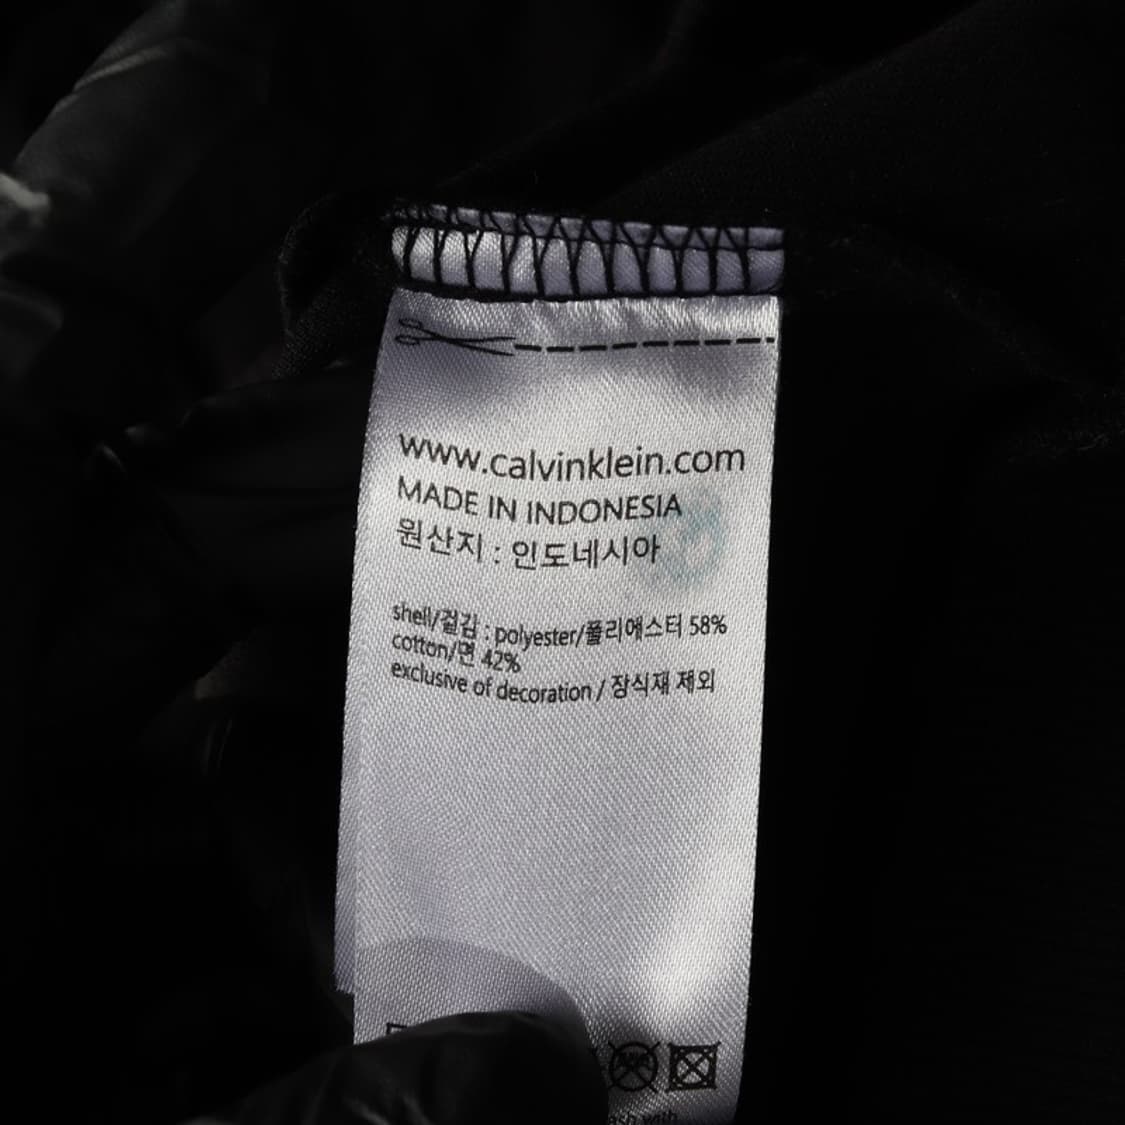 www.calvinklein.com
MADE IN INDONESIA
원산지 : 인도네시아
shell/겉감 : polyester/폴리에스터 58%
cotton/면 42%
exclusive of decoration / 장식재 제외
with